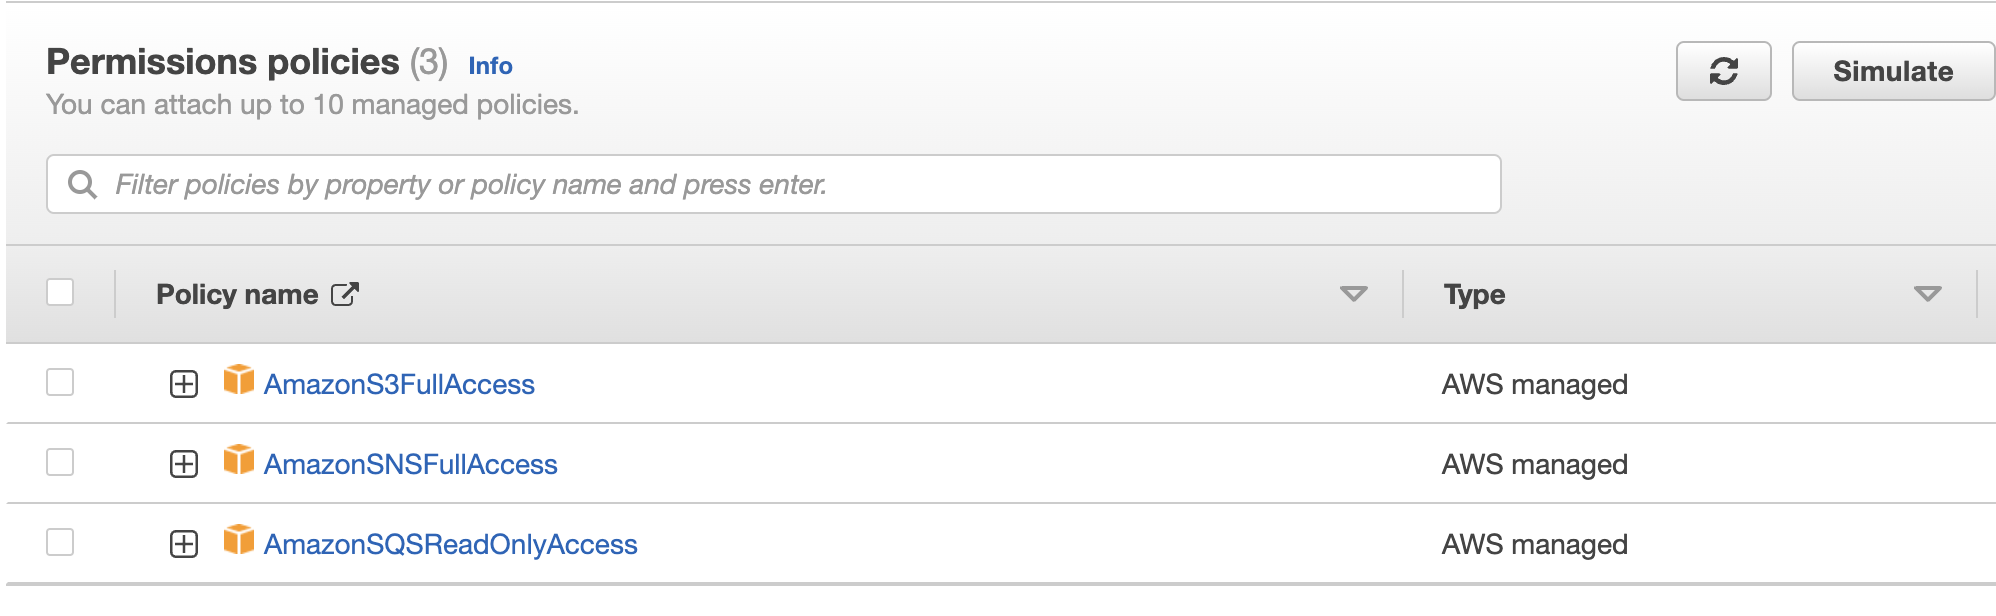 Permissions policies (3) Info
Simulate
You can attach up to 10 managed policies.
Filter policies by property or policy name and press enter.
Policy name Type
AmazonS3FullAccess AWS managed
AmazonSNSFullAccess AWS managed
AmazonSQSReadOnlyAccess AWS managed